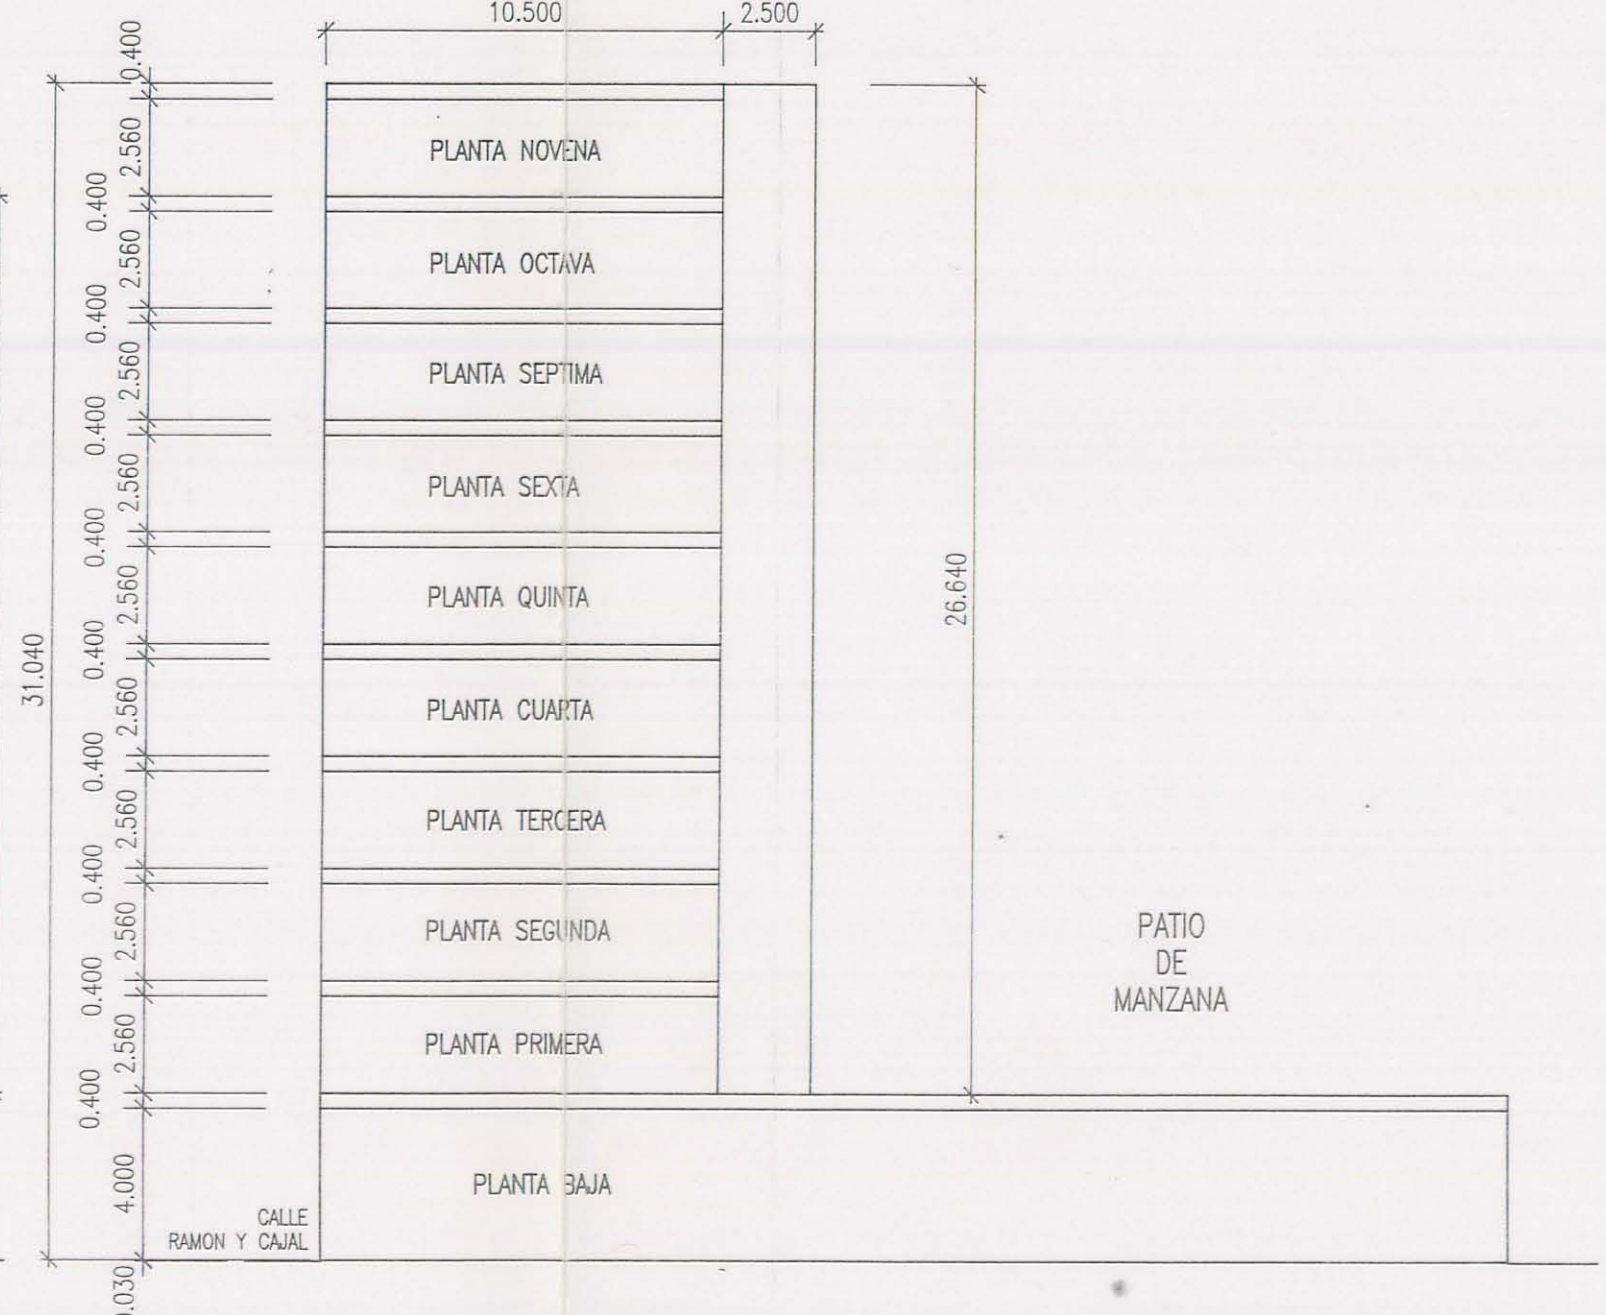 10.500
2.500
0.400
2.560
PLANTA NOVENA
0.400
2.560
PLANTA OCTAVA
0.400
2.560
PLANTA SEPTIMA
0.400
2.560
PLANTA SEXTA
0.400
2.560
PLANTA QUINTA
26.640
31.040
0.400
2.560
PLANTA CUARTA
0.400
2.560
PLANTA TERCERA
0.400
2.560
PLANTA SEGUNDA
PATIO
DE
MANZANA
0.400
2.560
PLANTA PRIMERA
0.400
4.000
PLANTA BAJA
CALLE
RAMON Y CAJAL